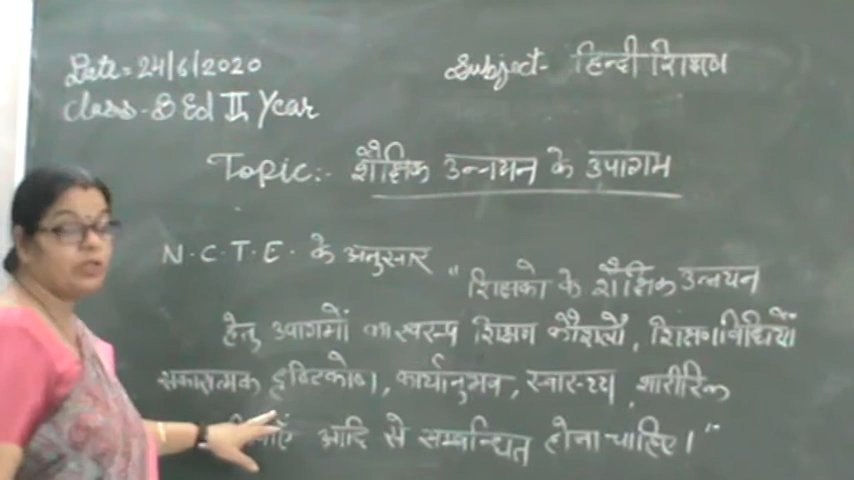 Date= 24/6/2020
Subject- हिन्दी शिक्षण
Class- B Ed II Year
Topic:- शैक्षिक उन्नयन के उपागम
N.C.T.E. के अनुसार
"शिक्षको के शैक्षिक उन्नयन
हेतु उपागमों का स्वरूप शिक्षण कौशलों, शिक्षण विधियों
सकारात्मक दृष्टिकोण, कार्यानुभव, स्वास्थ्य, शारीरिक
आदि से सम्बन्धित होना चाहिए।"